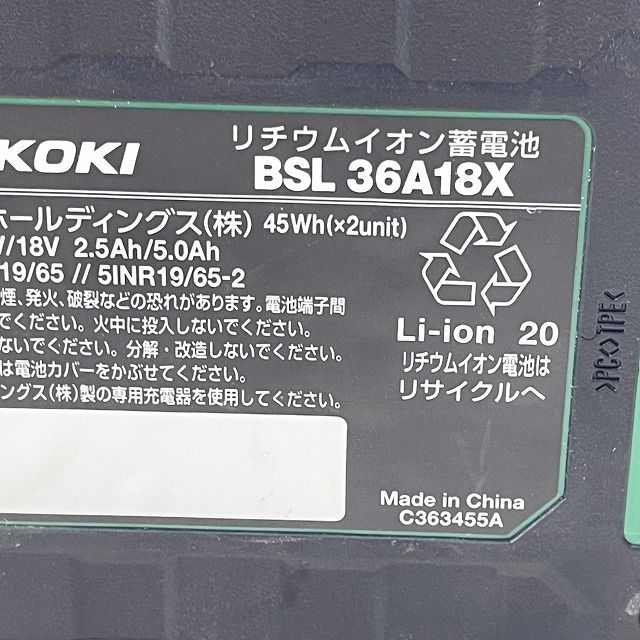 KOKI
リチウムイオン蓄電池
BSL 36A18X
ホールディングス(株) 45Wh(×2unit)
/18V 2.5Ah/5.0Ah
19/65 // 5INR19/65-2
煙、発火、破裂などの恐れがあります。電池端子間
でください。火中に投入しないでください。
ないでください。分解・改造しないでください。
は電池カバーをかぶせてください。
ィングス(株)製の専用充電器を使用してください。
Li-ion 20
リチウムイオン電池は
リサイクルへ
Made in China
C363455A
>PC><TPE<